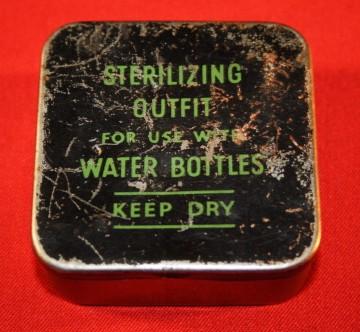 STERILIZING
OUTFIT
FOR USE WITH
WATER BOTTLES
KEEP DRY